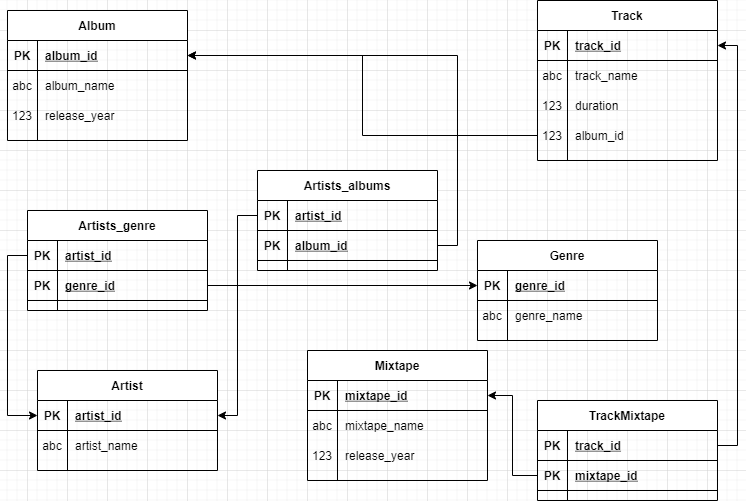 Album
PK album_id
abc album_name
123 release_year
Track
PK track_id
abc track_name
123 duration
123 album_id
Artists_albums
PK artist_id
PK album_id
Artists_genre
PK artist_id
PK genre_id
Genre
PK genre_id
abc genre_name
Artist
PK artist_id
abc artist_name
Mixtape
PK mixtape_id
abc mixtape_name
123 release_year
TrackMixtape
PK track_id
PK mixtape_id